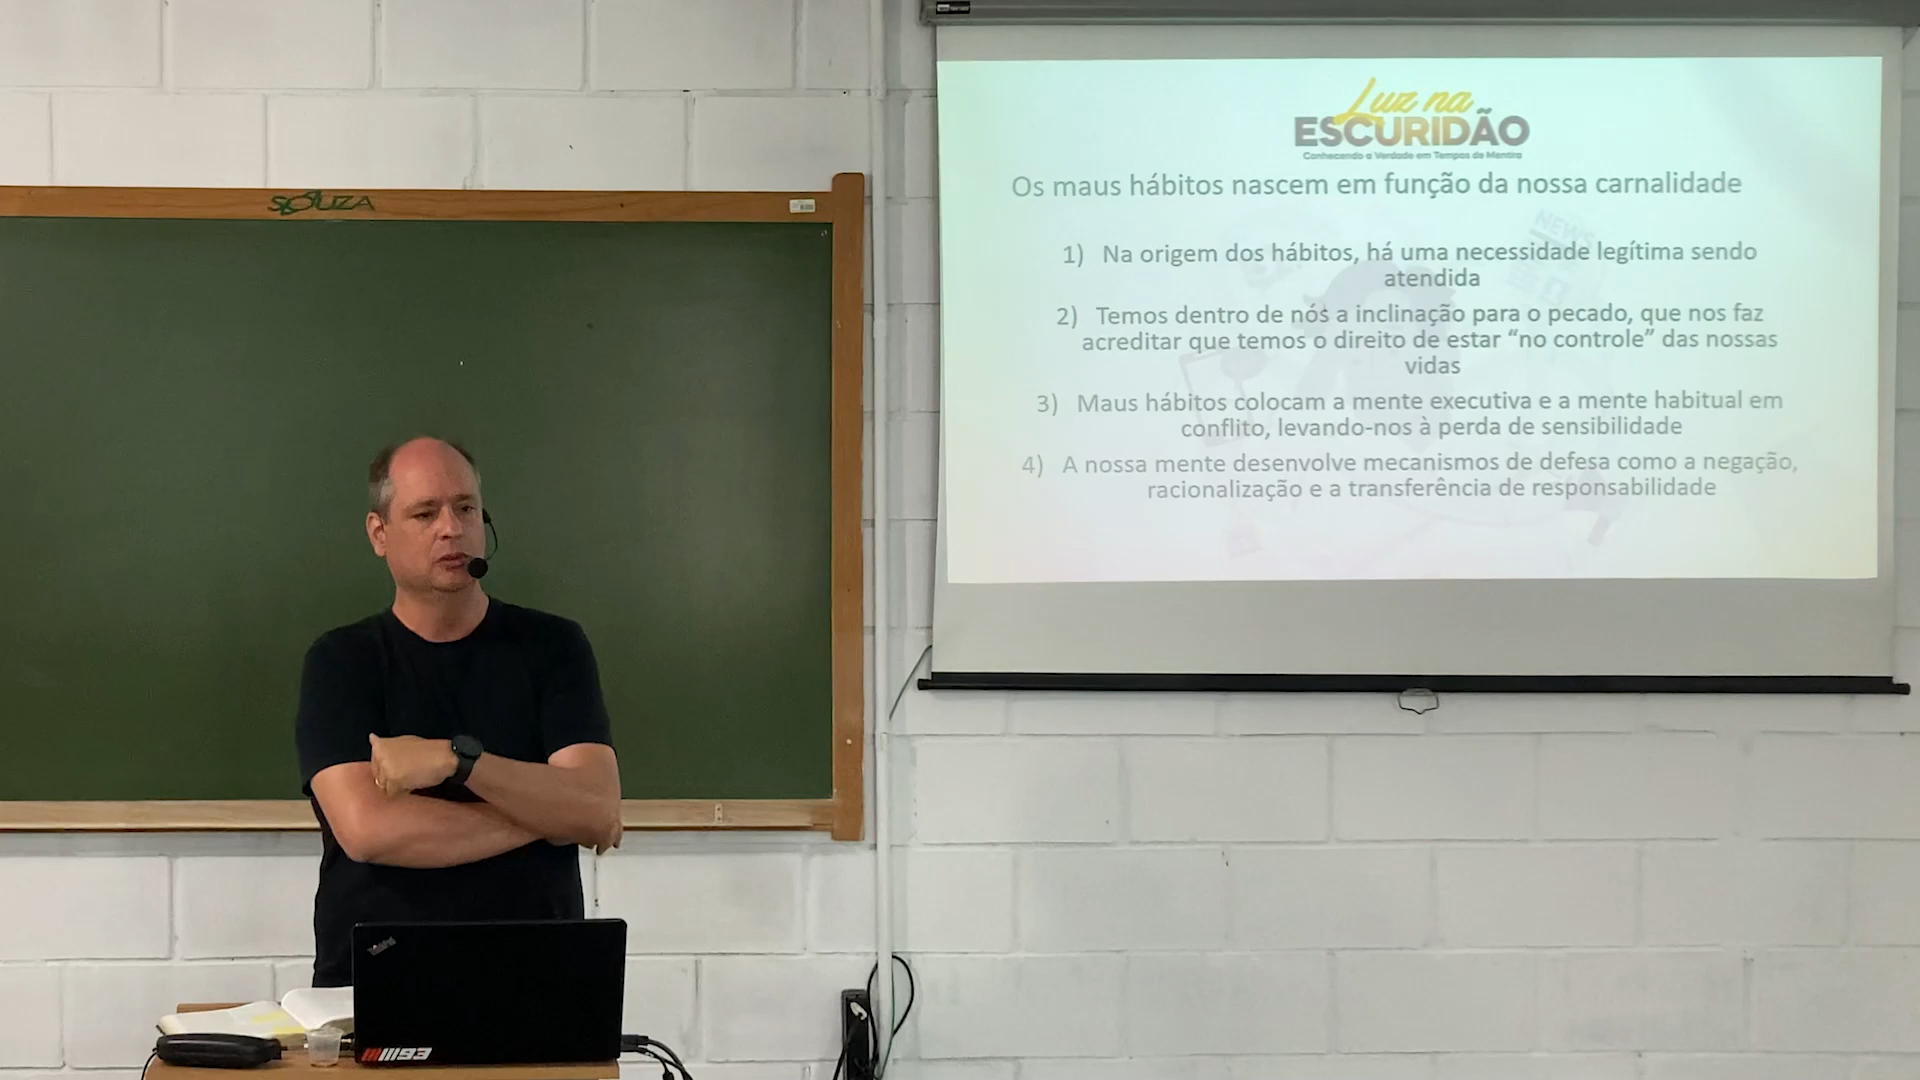 SOUZA
Luz na
ESCURIDÃO
Conhecendo a Verdade em Tempos de Mentira
Os maus hábitos nascem em função da nossa carnalidade
NEWS
1) Na origem dos hábitos, há uma necessidade legítima sendo
atendida
2) Temos dentro de nós a inclinação para o pecado, que nos faz
acreditar que temos o direito de estar “no controle” das nossas
vidas
3) Maus hábitos colocam a mente executiva e a mente habitual em
conflito, levando-nos à perda de sensibilidade
4) A nossa mente desenvolve mecanismos de defesa como a negação,
racionalização e a transferência de responsabilidade
ThinkPad
93